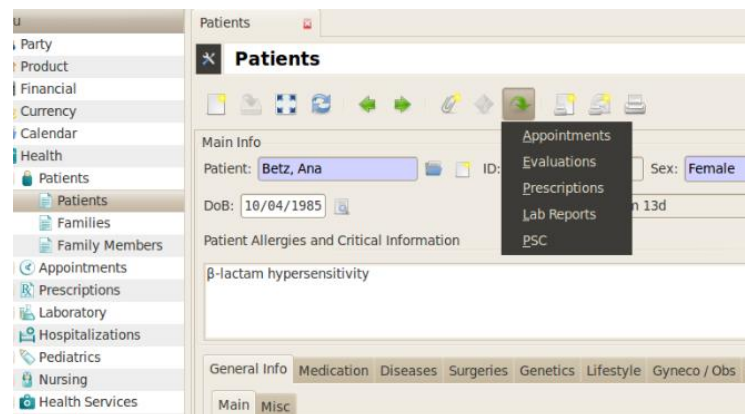 u
Party
Product
Financial
Currency
Calendar
Health
Patients
Patients
Families
Family Members
Appointments
Prescriptions
Laboratory
Hospitalizations
Pediatrics
Nursing
Health Services
Patients
Patients
Main Info
Patient: Betz, Ana ID: Sex: Female
DoB: 10/04/1985 13d
Patient Allergies and Critical Information
β-lactam hypersensitivity
Appointments
Evaluations
Prescriptions
Lab Reports
PSC
General Info Medication Diseases Surgeries Genetics Lifestyle Gyneco / Obs
Main Misc